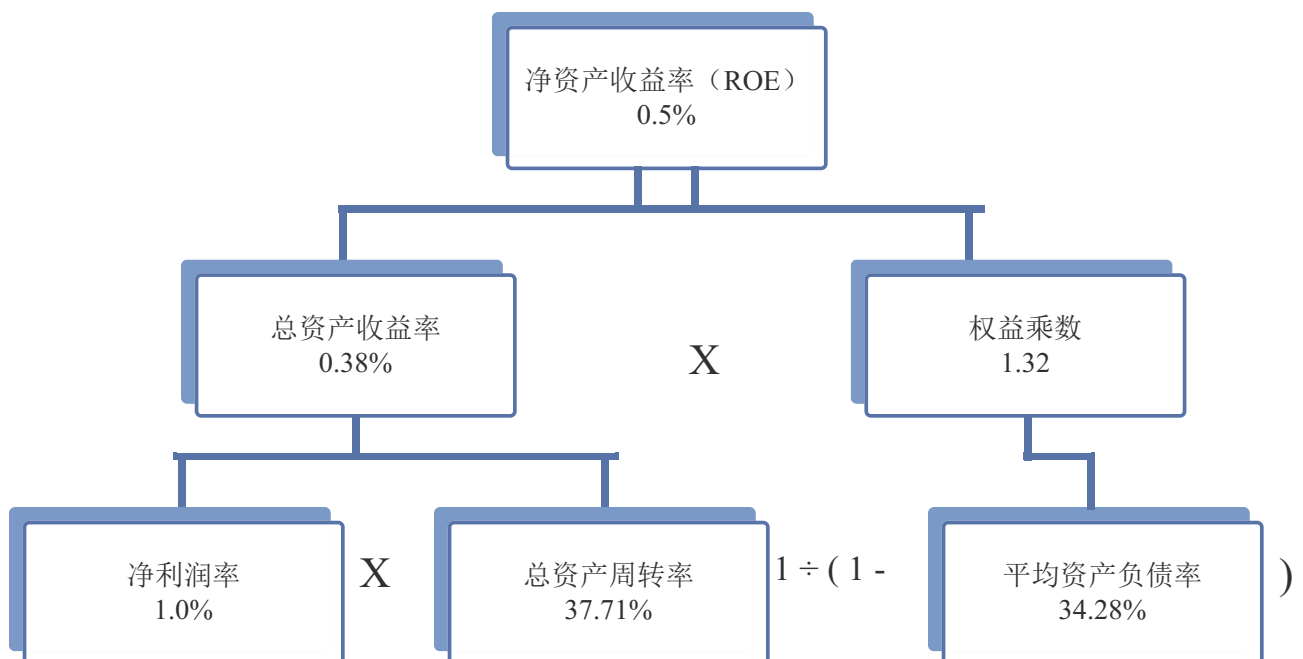 净资产收益率（ROE）
0.5%
总资产收益率
0.38%
X
权益乘数
1.32
净利润率
1.0%
X
总资产周转率
37.71%
1 ÷ ( 1 -
平均资产负债率
34.28%
)